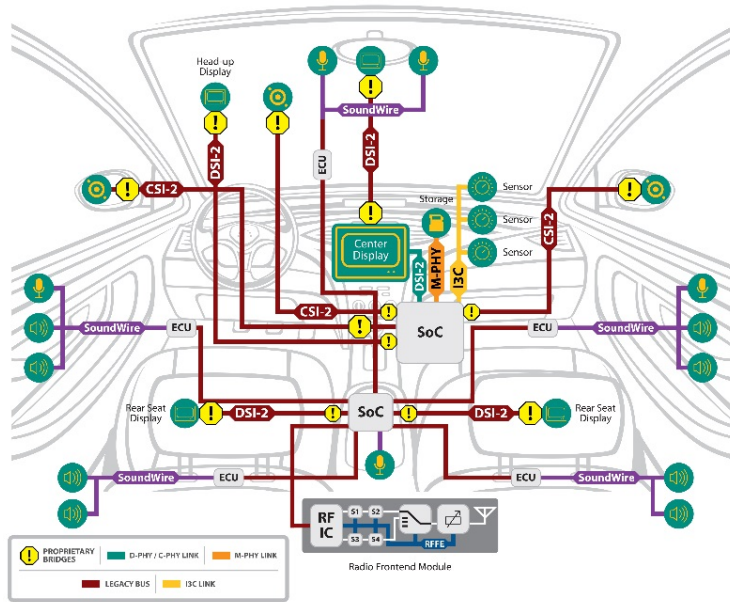 Head-up
Display
!
!
!
SoundWire
DSI-2
ECU
DSI-2
!
CSI-2
!
Storage
Sensor
Sensor
Sensor
!
CSI-2
Center
Display
DSI-2
M-PHY
I3C
CSI-2
!
!
!
!
SoC
SoundWire
ECU
ECU
SoundWire
Rear Seat
Display
!
DSI-2
!
SoC
!
DSI-2
!
Rear Seat
Display
SoundWire
ECU
ECU
SoundWire
RF
IC
S1
S2
S3
S4
RFFE
Radio Frontend Module
! PROPRIETARY
BRIDGES
D-PHY / C-PHY LINK
M-PHY LINK
LEGACY BUS
I3C LINK